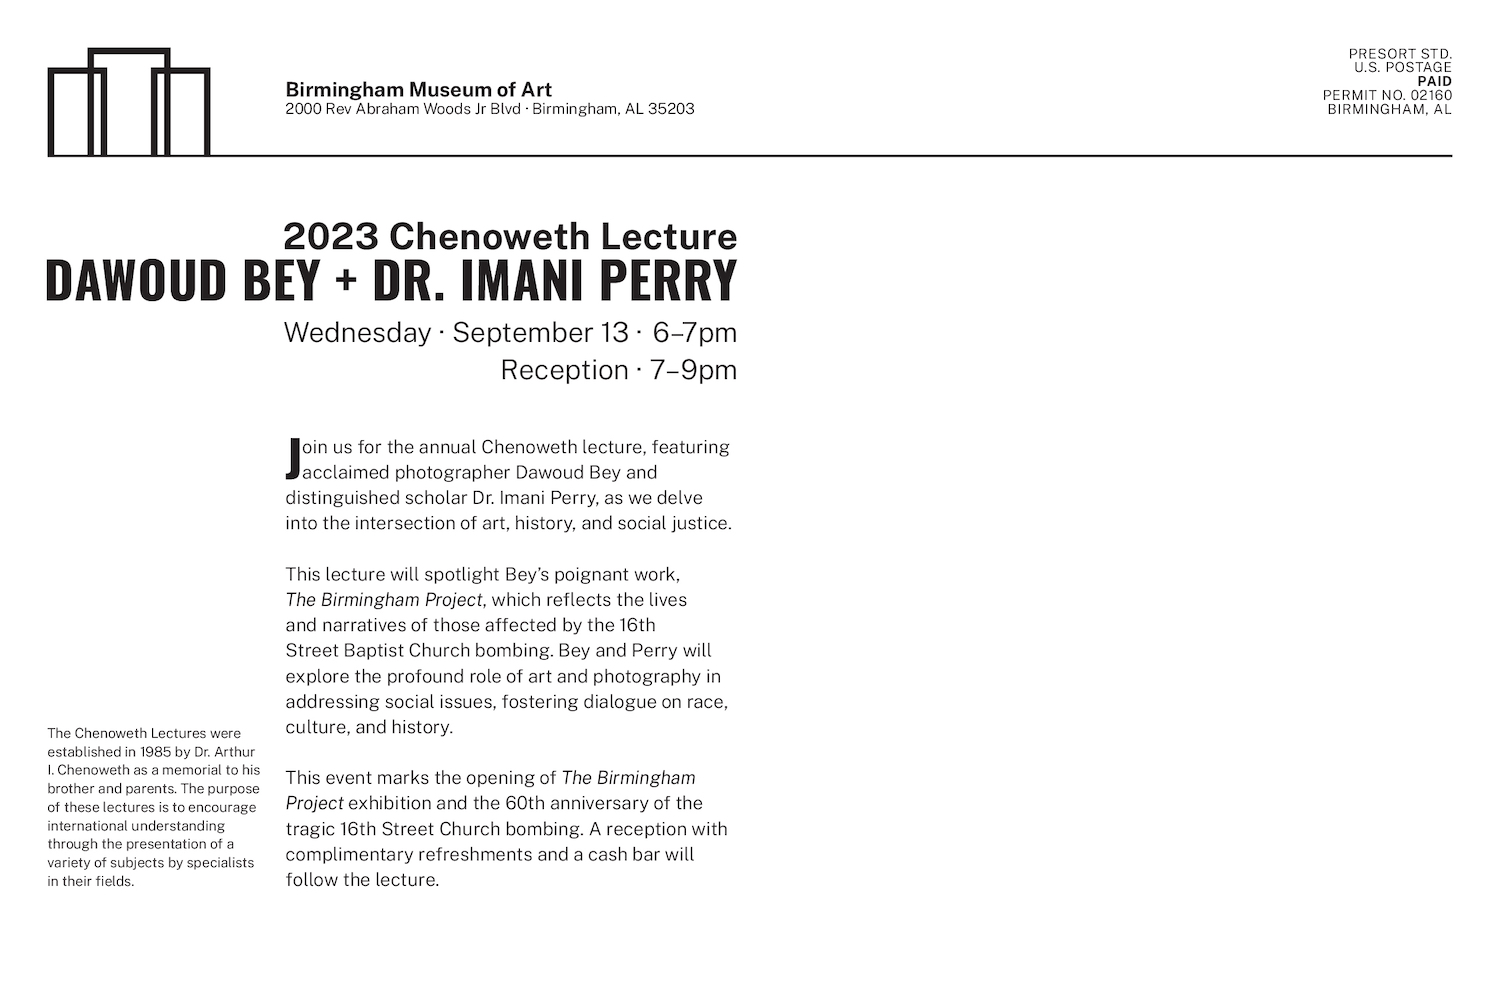 Birmingham Museum of Art
2000 Rev Abraham Woods Jr Blvd · Birmingham, AL 35203
PRESORT STD.
U.S. POSTAGE
PAID
PERMIT NO. 02160
BIRMINGHAM, AL
2023 Chenoweth Lecture
DAWOUD BEY + DR. IMANI PERRY
Wednesday · September 13 · 6–7pm
Reception · 7–9pm
Join us for the annual Chenoweth lecture, featuring
acclaimed photographer Dawoud Bey and
distinguished scholar Dr. Imani Perry, as we delve
into the intersection of art, history, and social justice.
This lecture will spotlight Bey’s poignant work,
The Birmingham Project, which reflects the lives
and narratives of those affected by the 16th
Street Baptist Church bombing. Bey and Perry will
explore the profound role of art and photography in
addressing social issues, fostering dialogue on race,
culture, and history.
This event marks the opening of The Birmingham
Project exhibition and the 60th anniversary of the
tragic 16th Street Church bombing. A reception with
complimentary refreshments and a cash bar will
follow the lecture.
The Chenoweth Lectures were
established in 1985 by Dr. Arthur
I. Chenoweth as a memorial to his
brother and parents. The purpose
of these lectures is to encourage
international understanding
through the presentation of a
variety of subjects by specialists
in their fields.